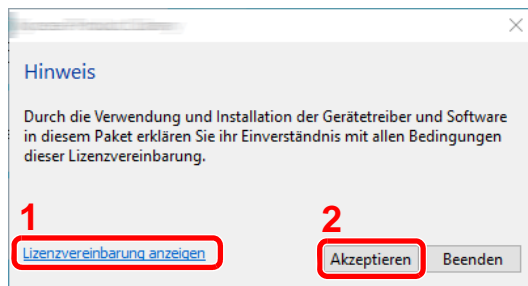 Hinweis
Durch die Verwendung und Installation der Gerätetreiber und Software
in diesem Paket erklären Sie ihr Einverständnis mit allen Bedingungen
dieser Lizenzvereinbarung.
1
2
Lizenzvereinbarung anzeigen
Akzeptieren
Beenden